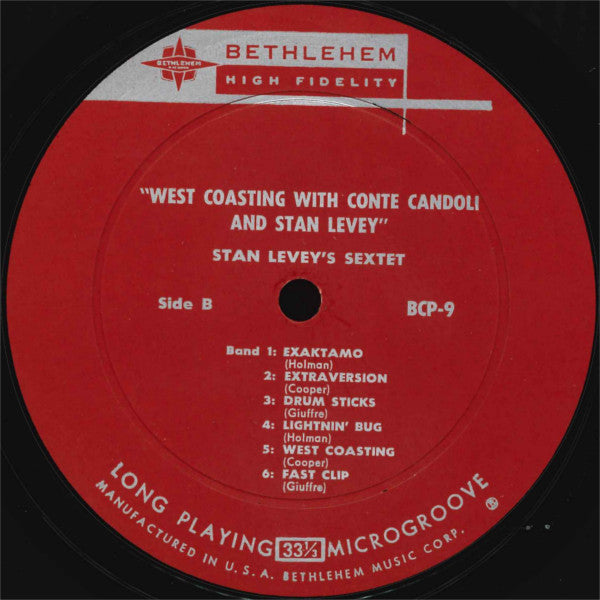 BETHLEHEM
BETHLEHEM
HIGH FIDELITY
"WEST COASTING WITH CONTE CANDOLI
AND STAN LEVEY"
STAN LEVEY'S SEXTET
Side B
BCP-9
Band 1: EXAKTAMO
(Holman)
2: EXTRAVERSION
(Cooper)
3: DRUM STICKS
(Giuffre)
4: LIGHTNIN' BUG
(Holman)
5: WEST COASTING
(Cooper)
6: FAST CLIP
(Giuffre)
LONG PLAYING 33⅓ MICROGROOVE
MANUFACTURED IN U.S.A. BETHLEHEM MUSIC CORP.